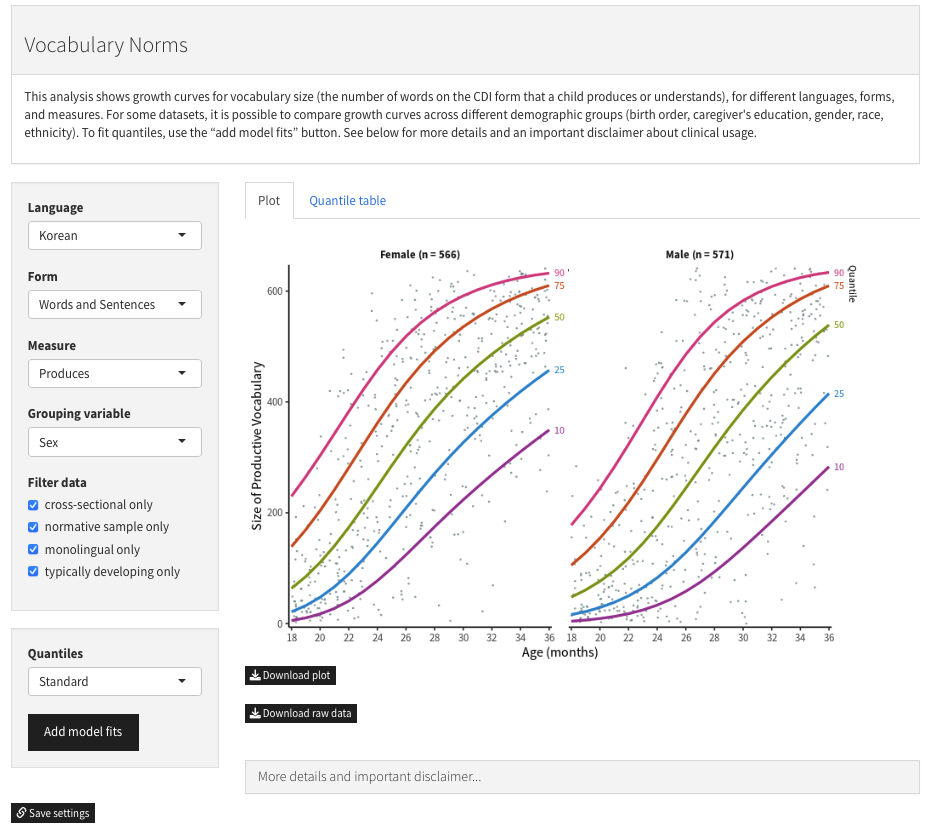 Vocabulary Norms
This analysis shows growth curves for vocabulary size (the number of words on the CDI form that a child produces or understands), for different languages, forms,
and measures. For some datasets, it is possible to compare growth curves across different demographic groups (birth order, caregiver's education, gender, race,
ethnicity). To fit quantiles, use the “add model fits” button. See below for more details and an important disclaimer about clinical usage.
Language
Korean
Form
Words and Sentences
Measure
Produces
Grouping variable
Sex
Filter data
cross-sectional only
normative sample only
monolingual only
typically developing only
Quantiles
Standard
Add model fits
Save settings
Plot Quantile table
Female (n = 566) Male (n = 571)
Size of Productive Vocabulary
600
400
200
0
90
75
50
25
10
90
75
50
25
10
Quantile
18 20 22 24 26 28 30 32 34 36 18 20 22 24 26 28 30 32 34 36
Age (months)
Download plot
Download raw data
More details and important disclaimer...